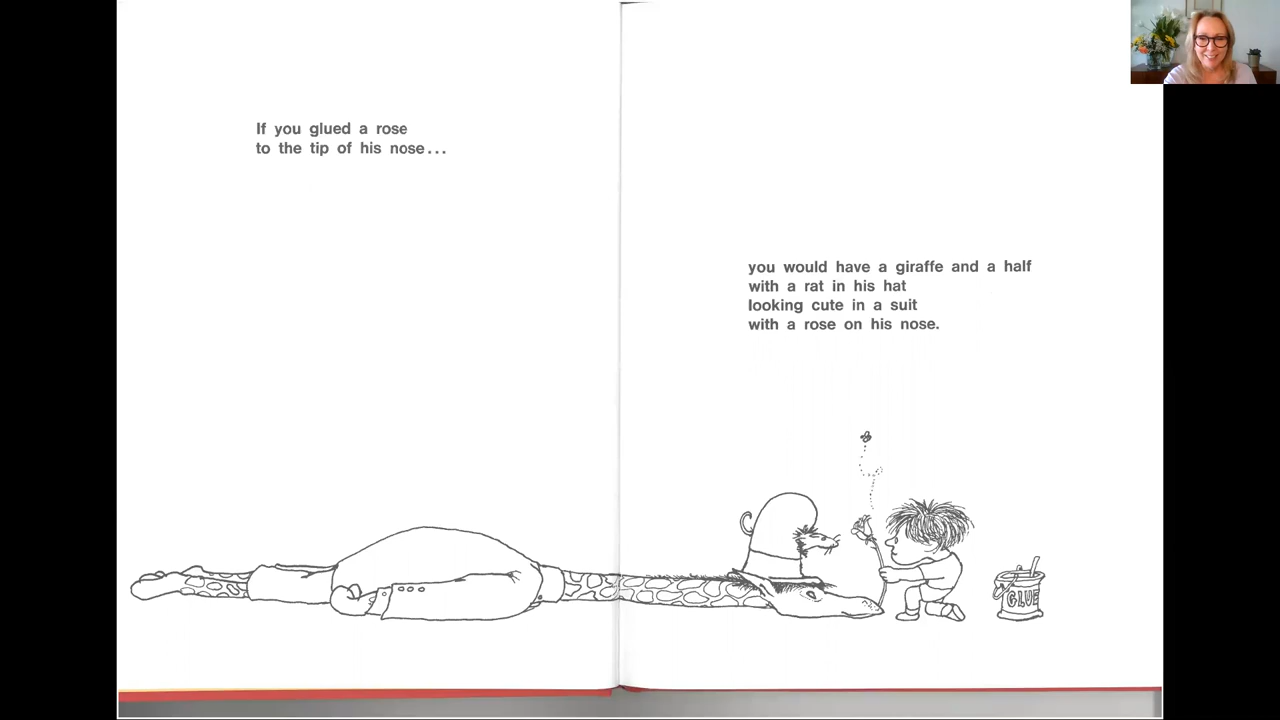 If you glued a rose
to the tip of his nose...
you would have a giraffe and a half
with a rat in his hat
looking cute in a suit
with a rose on his nose.
GLUE